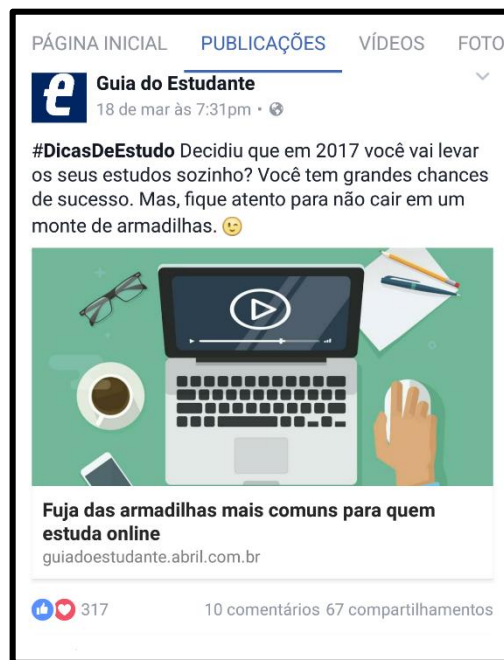 PÁGINA INICIAL PUBLICAÇÕES VÍDEOS FOTO
Guia do Estudante
18 de mar às 7:31pm •
#DicasDeEstudo Decidiu que em 2017 você vai levar
os seus estudos sozinho? Você tem grandes chances
de sucesso. Mas, fique atento para não cair em um
monte de armadilhas. 😉
Fuja das armadilhas mais comuns para quem
estuda online
guiadoestudante.abril.com.br
317 10 comentários 67 compartilhamentos